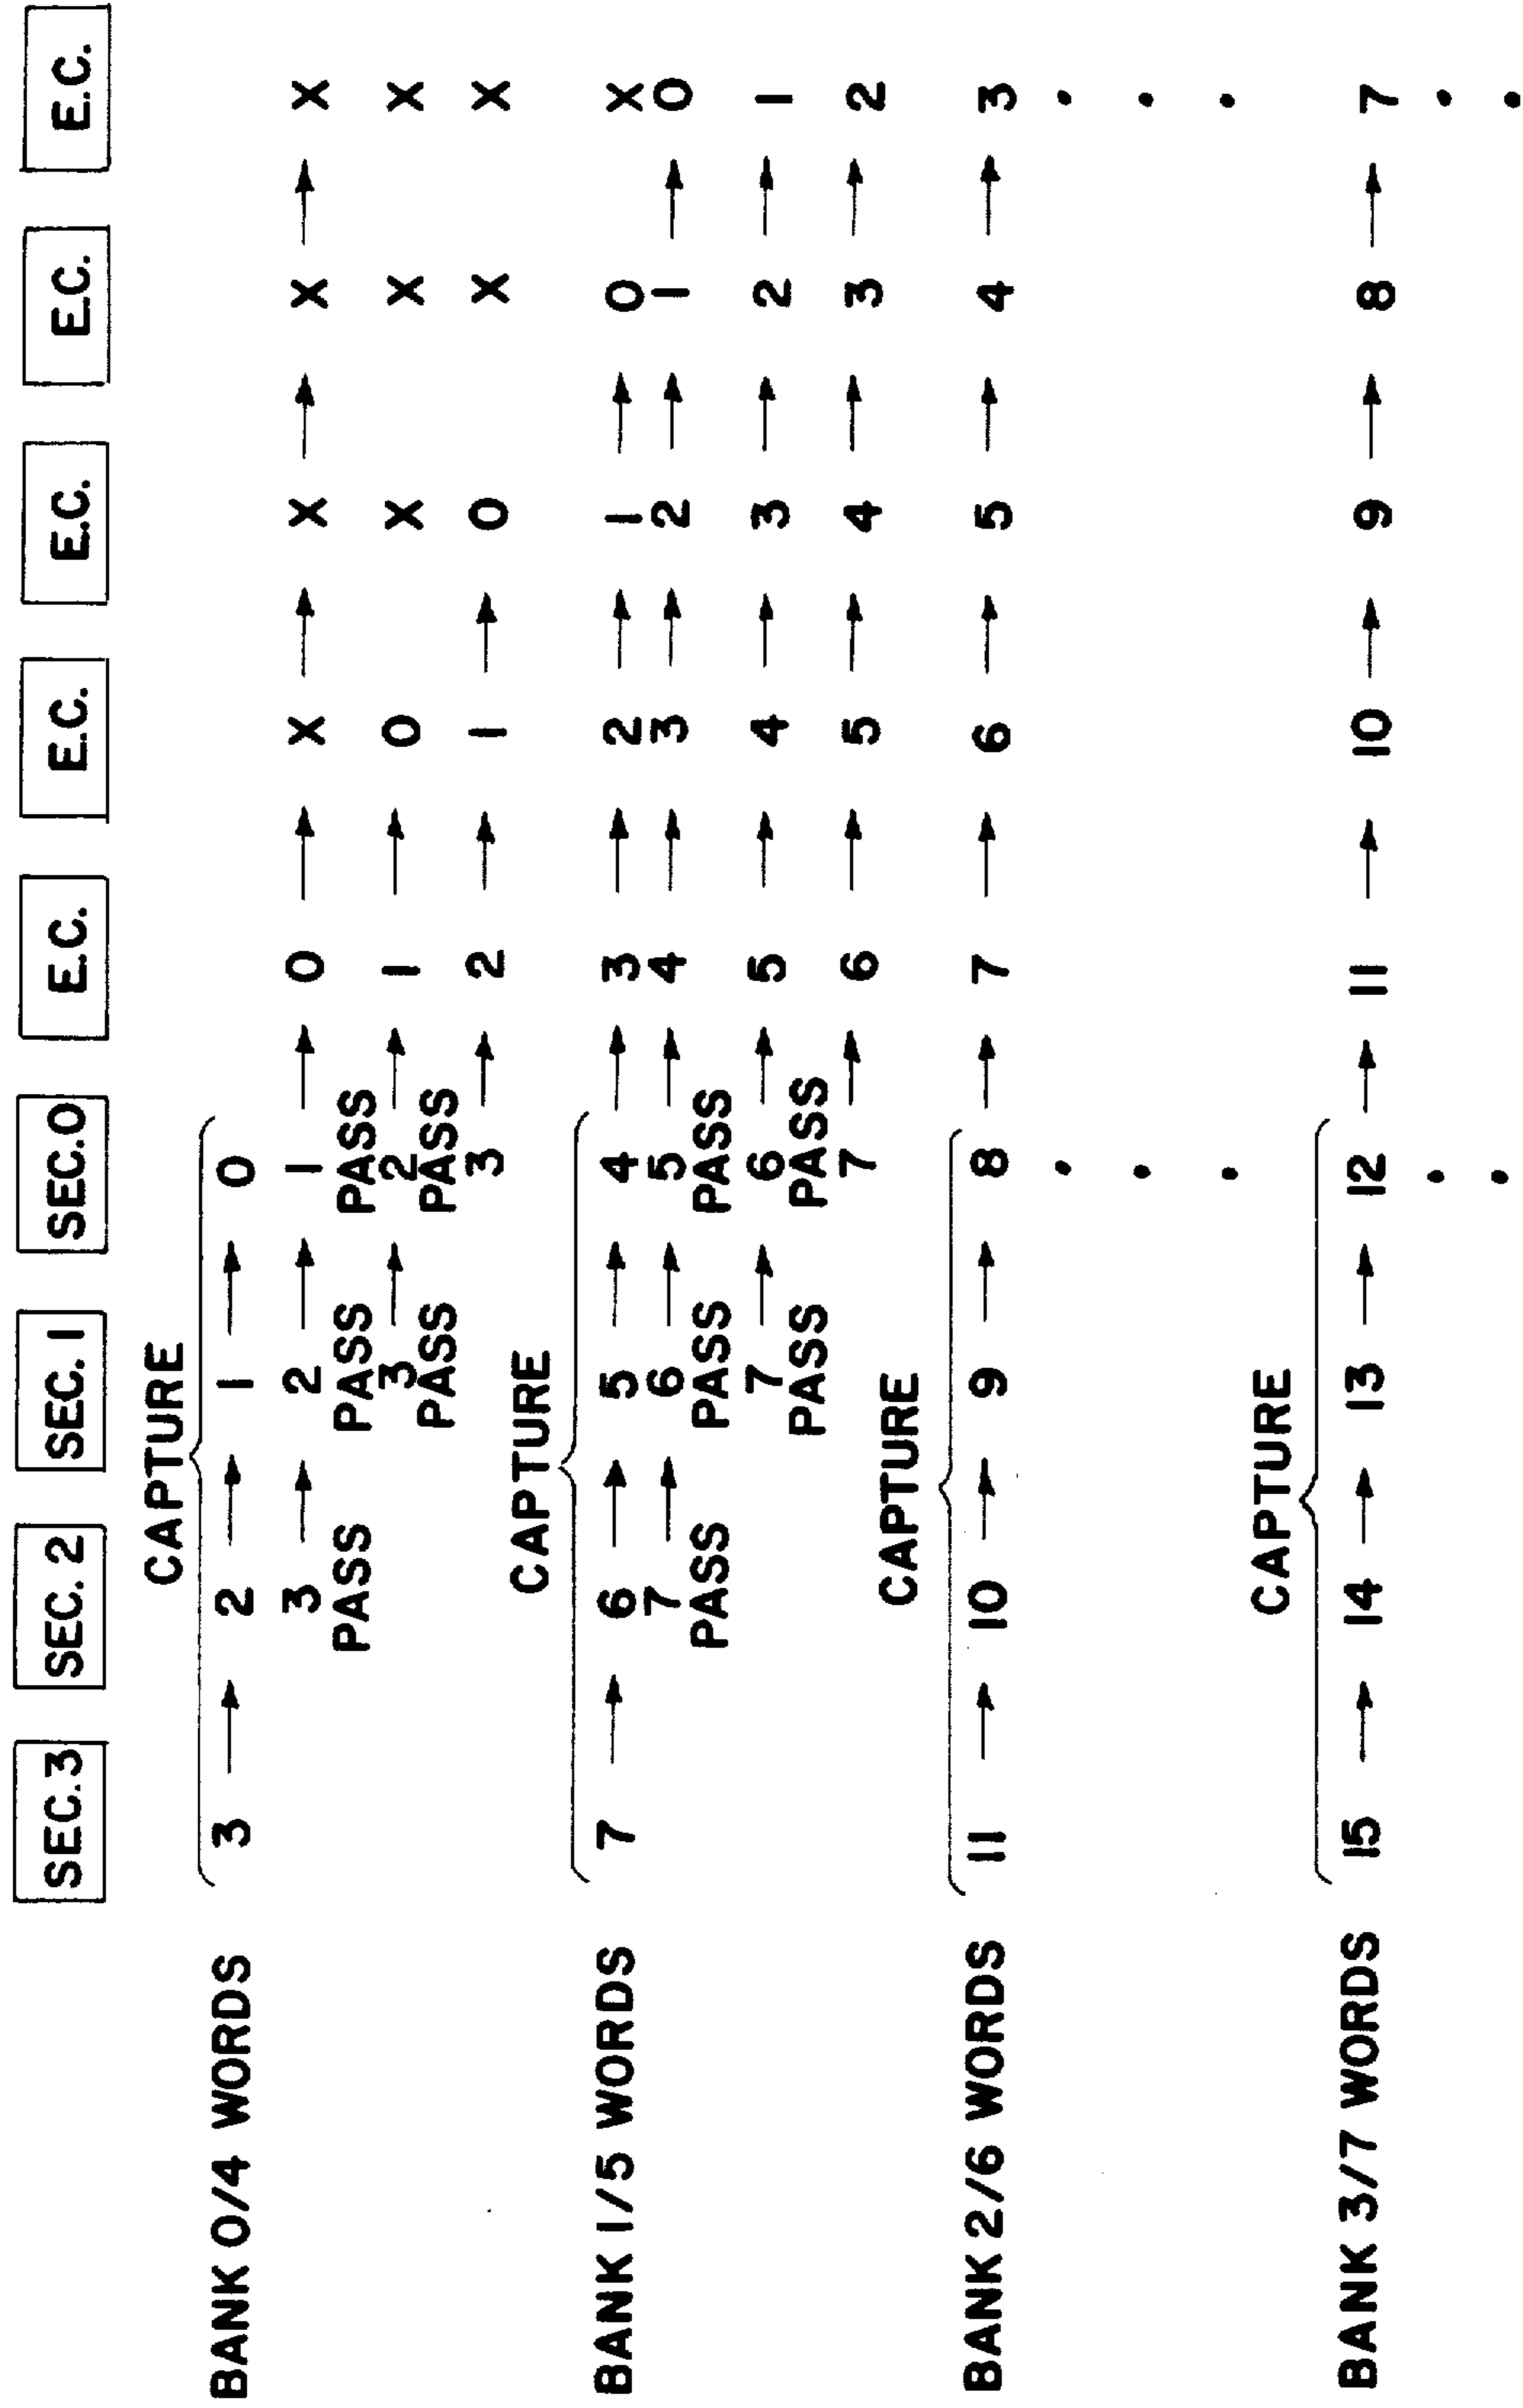 SEC.3 SEC. 2 SEC. 1 SEC.0 E.C. E.C. E.C. E.C. E.C.
CAPTURE
BANK 0/4 WORDS 3 2 1 0
3 2 1 0 X X X X
PASS PASS PASS
3 2 1 0 X X X
PASS PASS
3 2 1 0 X X
CAPTURE
BANK 1/5 WORDS 7 6 5 4 3 2 1 0 X
7 6 5 4 3 2 1 0
PASS PASS PASS
7 6 5 4 3 2 1
PASS PASS
7 6 5 4 3 2
CAPTURE
BANK 2/6 WORDS 11 10 9 8 7 6 5 4 3
CAPTURE
BANK 3/7 WORDS 15 14 13 12 11 10 9 8 7